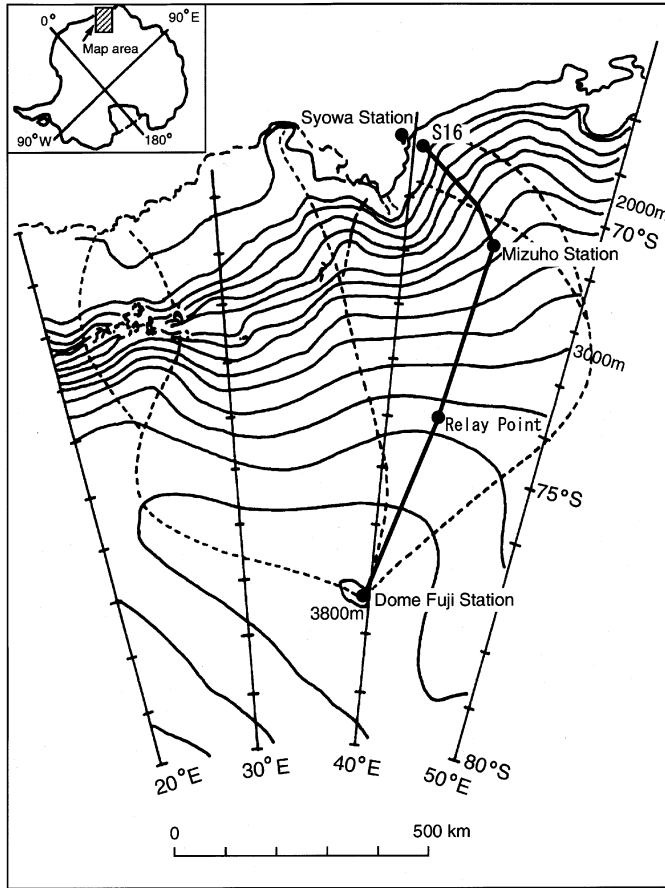 0°
90°E
Map area
90°W
180°
Syowa Station
S16
2000m
70°S
Mizuho Station
3000m
Relay Point
75°S
3800m
Dome Fuji Station
20°E
30°E
40°E
50°E
80°S
0
500 km